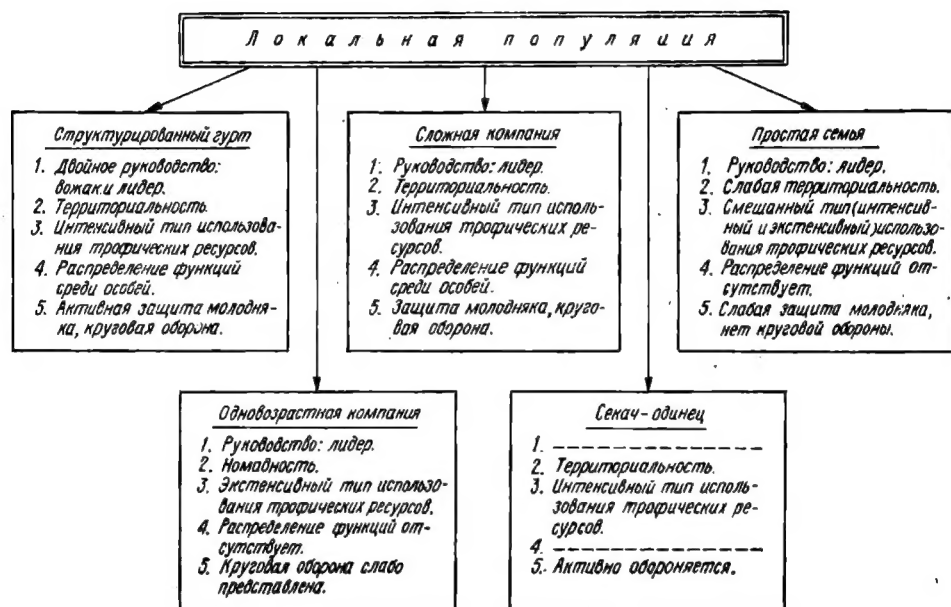 Локальная популяция
Структурированный гурт
1. Двойное руководство:
вожак и лидер.
2. Территориальность.
3. Интенсивный тип использова-
ния трофических ресурсов.
4. Распределение функций
среди особей.
5. Активная защита молодня-
ка, круговая оборона.
Сложная компания
1. Руководство: лидер.
2. Территориальность.
3. Интенсивный тип исполь-
зования трофических ре-
сурсов.
4. Распределение функций
среди особей.
5. Защита молодняка, круго-
вая оборона.
Простая семья
1. Руководство: лидер.
2. Слабая территориальность.
3. Смешанный тип (интенсив-
ный и экстенсивный) использо-
вания трофических ресурсов.
4. Распределение функций от-
сутствует.
5. Слабая защита молодняка,
нет круговой обороны.
Одновозрастная компания
1. Руководство: лидер.
2. Номадность.
3. Экстенсивный тип использо-
вания трофических ресурсов.
4. Распределение функций от-
сутствует.
5. Круговая оборона слабо
представлена.
Секач-одинец
1. ––––––––––––––
2. Территориальность.
3. Интенсивный тип исполь-
зования трофических ре-
сурсов.
4. ––––––––––––––
5. Активно обороняется.